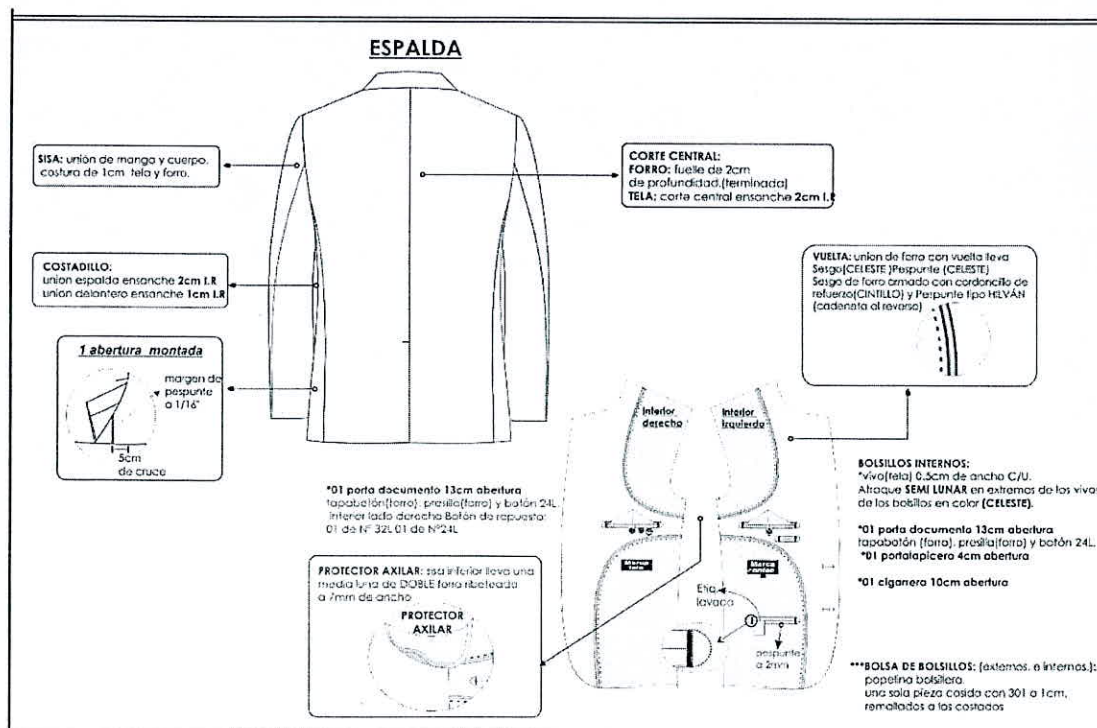 ESPALDA
SISA: unión de manga y cuerpo.
costura de 1cm tela y forro.
CORTE CENTRAL:
FORRO: fuelle de 2cm
de profundidad.(terminada)
TELA: corte central ensanche 2cm I.R
COSTADILLO:
union espalda ensanche 2cm I.R
union delantero ensanche 1cm I.R
VUELTA: union de forro con vuelta lleva
Sesgo(CELESTE)Pespunte (CELESTE)
Sesgo de forro armado con cordoncillo de
refuerzo(CINTILLO) y Pespunte tipo HILVÁN
(cadeneta al reverso)
1 abertura montada
margen de
pespunte
a 1/16"
5cm
de cruce
Interior
derecho
Interior
Izquierdo
*01 porta documento 13cm abertura
tapabotón(forro). presilla(forro) y botón 24L.
Interior lado derecho Botón de repuesto:
01 de N° 32L 01 de N°24L
BOLSILLOS INTERNOS:
*vivo(tela) 0.5cm de ancho C/U.
Atraque SEMI LUNAR en extremos de los vivos
de los bolsillos en color (CELESTE).
*01 porta documento 13cm abertura
tapabotón (forro). presilla(forro) y botón 24L.
*01 portalapicero 4cm abertura
*01 cigarrera 10cm abertura
PROTECTOR AXILAR: sisa inferior lleva una
media luna de DOBLE forro ribeteada
a 7mm de ancho
PROTECTOR
AXILAR
Marca
tela
Marca
Etiq
lavado
pespunte
a 2mm
***BOLSA DE BOLSILLOS: (externos. e internos.):
popelina bolsillera.
una sola pieza cosida con 301 a 1cm,
remallados a los costados